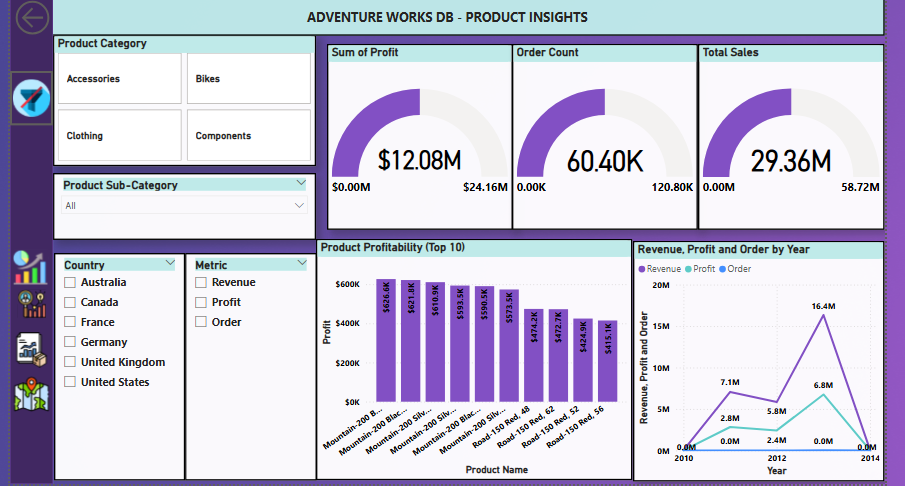 ADVENTURE WORKS DB - PRODUCT INSIGHTS
Product Category
Accessories
Bikes
Clothing
Components
Product Sub-Category
All
Sum of Profit
$12.08M
$0.00M
$24.16M
Order Count
60.40K
0.00K
120.80K
Total Sales
29.36M
0.00M
58.72M
Country
Australia
Canada
France
Germany
United Kingdom
United States
Metric
Revenue
Profit
Order
Product Profitability (Top 10)
Profit
$600K
$400K
$200K
$0K
$626.6K
$621.8K
$610.9K
$593.5K
$590.5K
$573.5K
$474.2K
$472.7K
$424.9K
$415.1K
Mountain-200 B...
Mountain-200 Blac...
Mountain-200 Silv...
Mountain-200 Silv...
Mountain-200 Blac...
Mountain-200 Silv...
Road-150 Red, 48
Road-150 Red, 62
Road-150 Red, 52
Road-150 Red, 56
Product Name
Revenue, Profit and Order by Year
Revenue Profit Order
Revenue, Profit and Order
20M
15M
10M
5M
0M
16.4M
7.1M
5.8M
6.8M
2.8M
2.4M
0.0M
0.0M
0.0M
0.0M
2010
2012
2014
Year